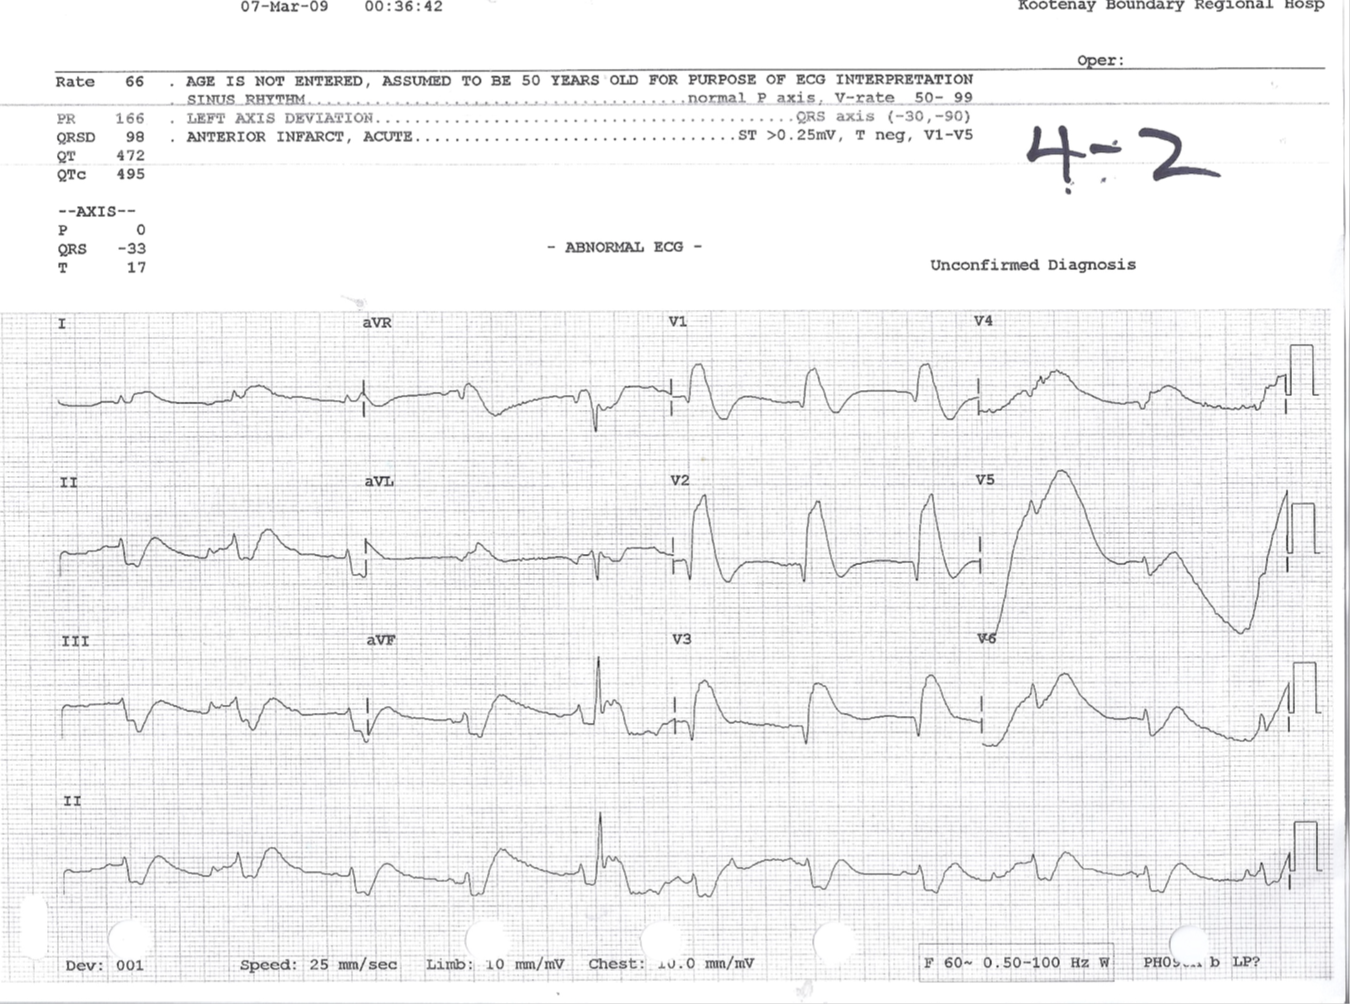 07-Mar-09 00:36:42 Kootenay Boundary Regional Hosp
Oper:
Rate 66 . AGE IS NOT ENTERED, ASSUMED TO BE 50 YEARS OLD FOR PURPOSE OF ECG INTERPRETATION
. SINUS RHYTHM..........................................normal P axis, V-rate 50- 99
PR 166 . LEFT AXIS DEVIATION..............................................QRS axis (-30,-90)
QRSD 98 . ANTERIOR INFARCT, ACUTE...................................ST >0.25mV, T neg, V1-V5
4-2
QT 472
QTc 495
--AXIS--
P 0
QRS -33 - ABNORMAL ECG -
T 17 Unconfirmed Diagnosis
I aVR V1 V4
II aVL V2 V5
III aVF V3 V6
II
Dev: 001 Speed: 25 mm/sec Limb: 10 mm/mV Chest: 10.0 mm/mV F 60~ 0.50-100 Hz W b LP?